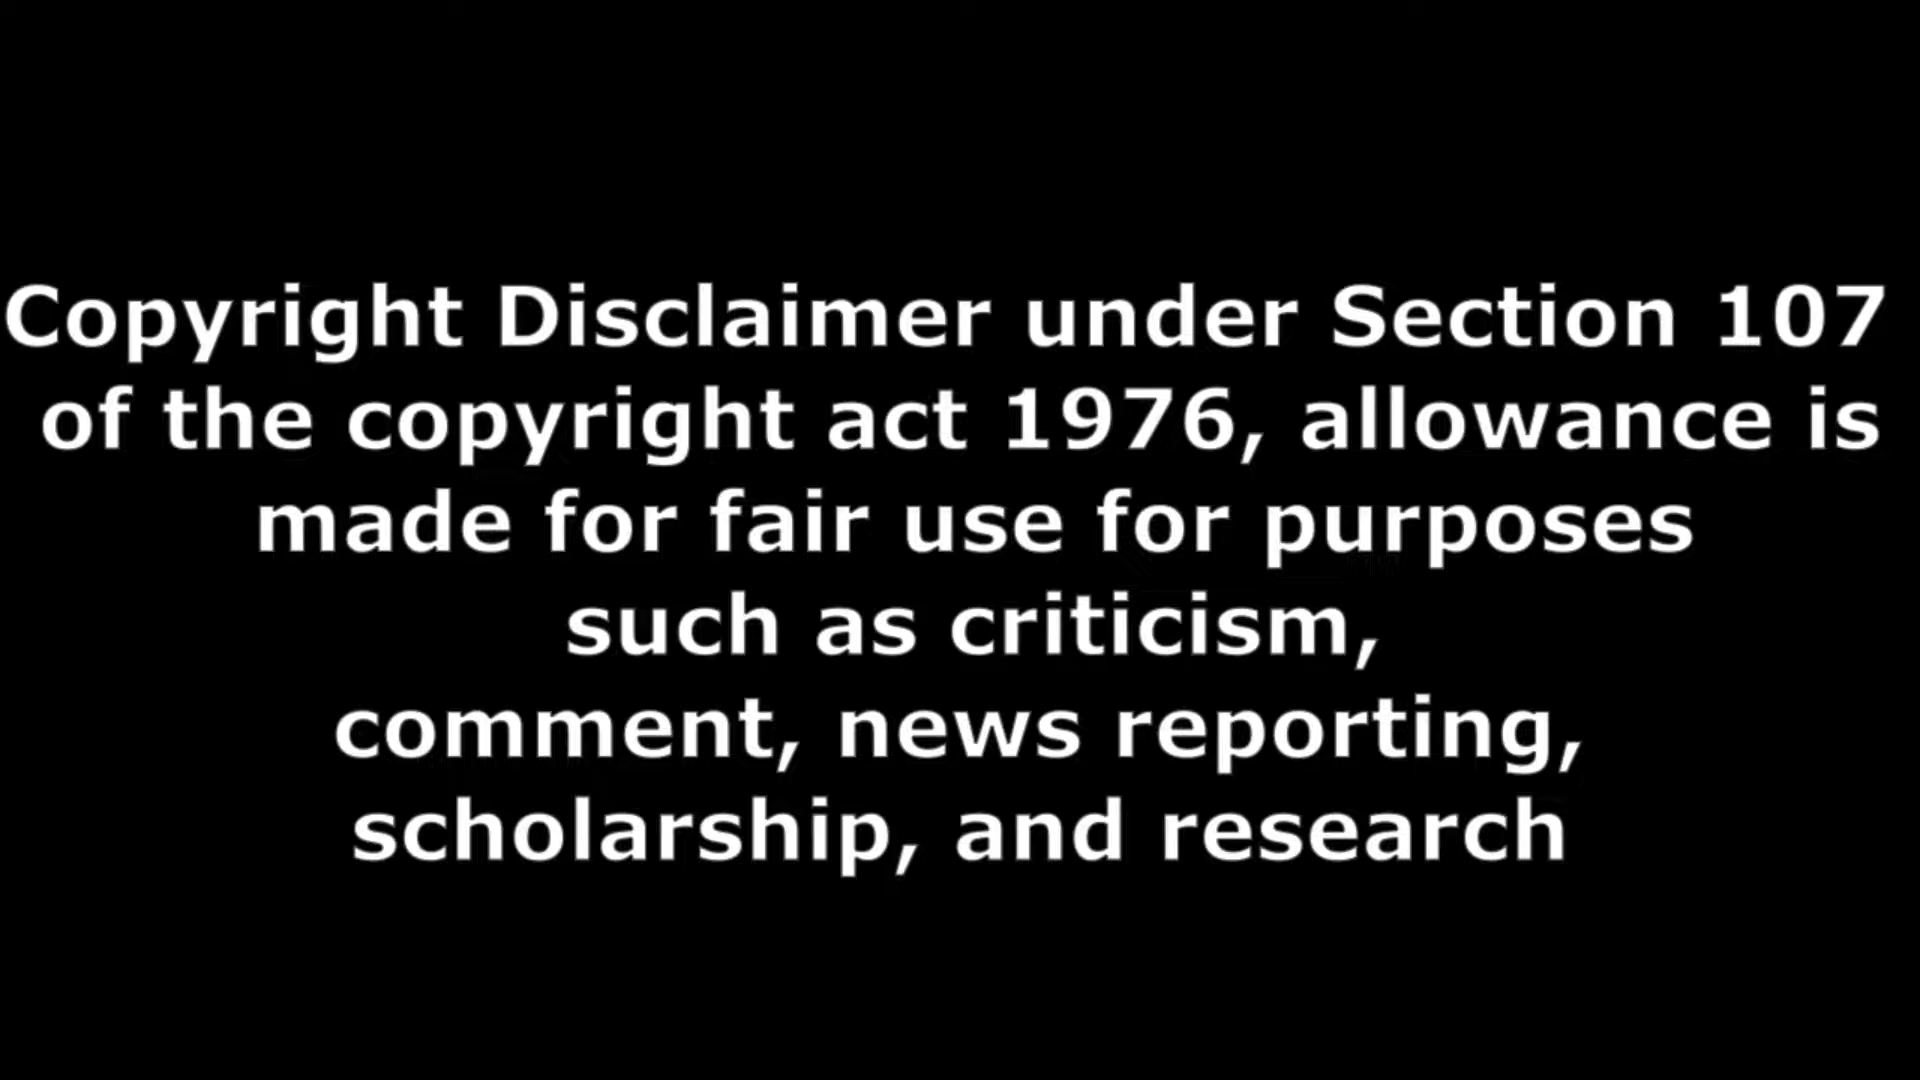 Copyright Disclaimer under Section 107
of the copyright act 1976, allowance is
made for fair use for purposes
such as criticism,
comment, news reporting,
scholarship, and research